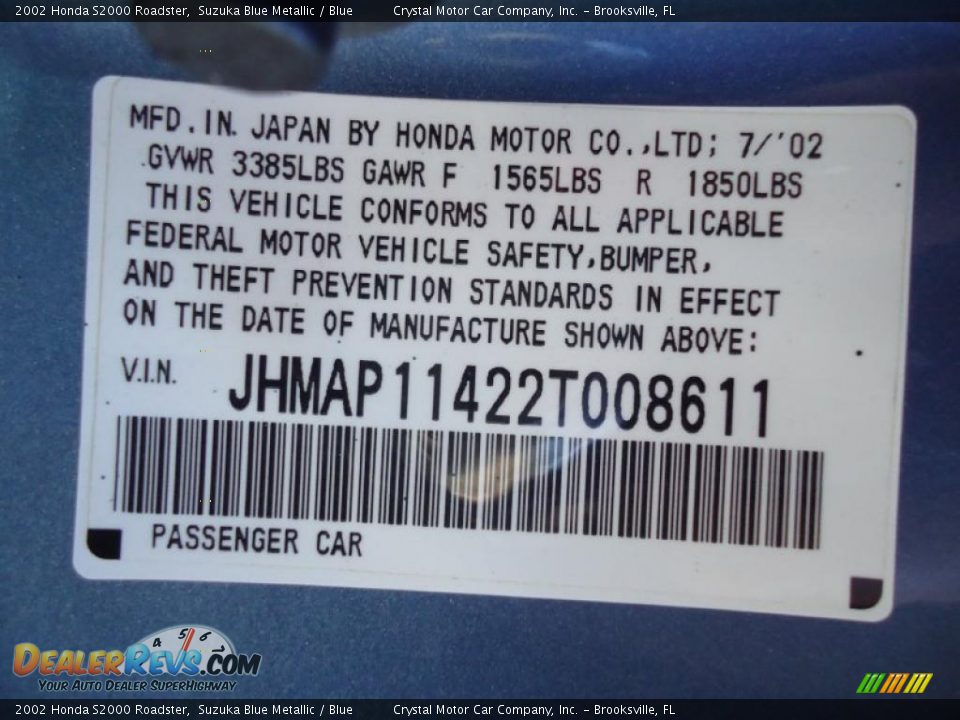 2002 Honda S2000 Roadster, Suzuka Blue Metallic / Blue Crystal Motor Car Company, Inc. - Brooksville, FL
MFD.IN. JAPAN BY HONDA MOTOR CO.,LTD; 7/'02
GVWR 3385LBS GAWR F 1565LBS R 1850LBS
THIS VEHICLE CONFORMS TO ALL APPLICABLE
FEDERAL MOTOR VEHICLE SAFETY,BUMPER,
AND THEFT PREVENTION STANDARDS IN EFFECT
ON THE DATE OF MANUFACTURE SHOWN ABOVE:
V.I.N. JHMAP11422T008611
PASSENGER CAR
4 5 6
DEALERREVS.COM
Your Auto Dealer SuperHighway
2002 Honda S2000 Roadster, Suzuka Blue Metallic / Blue Crystal Motor Car Company, Inc. - Brooksville, FL